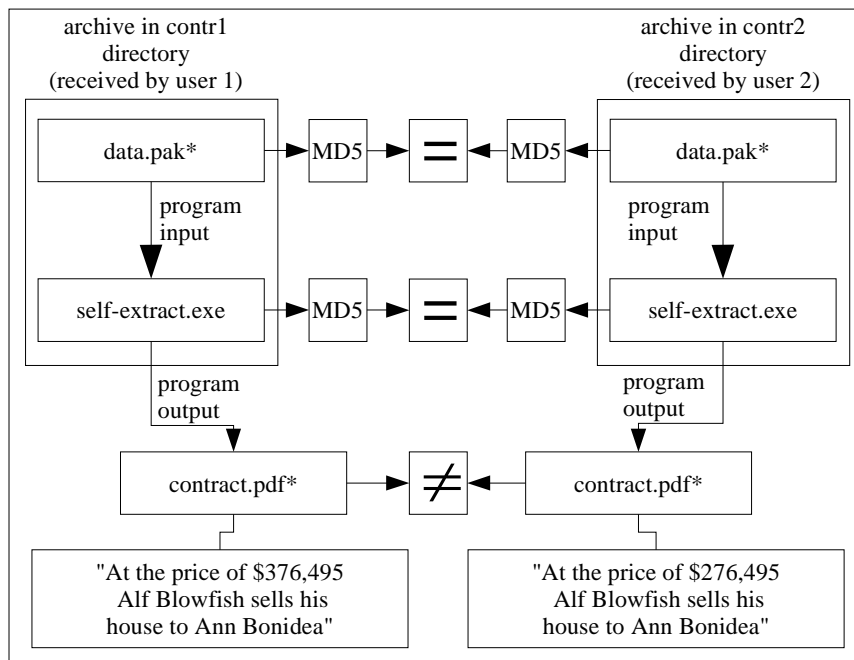 archive in contr1
directory
(received by user 1)
archive in contr2
directory
(received by user 2)
data.pak*
MD5
=
MD5
data.pak*
program
input
program
input
self-extract.exe
MD5
=
MD5
self-extract.exe
program
output
program
output
contract.pdf*
≠
contract.pdf*
"At the price of $376,495
Alf Blowfish sells his
house to Ann Bonidea"
"At the price of $276,495
Alf Blowfish sells his
house to Ann Bonidea"